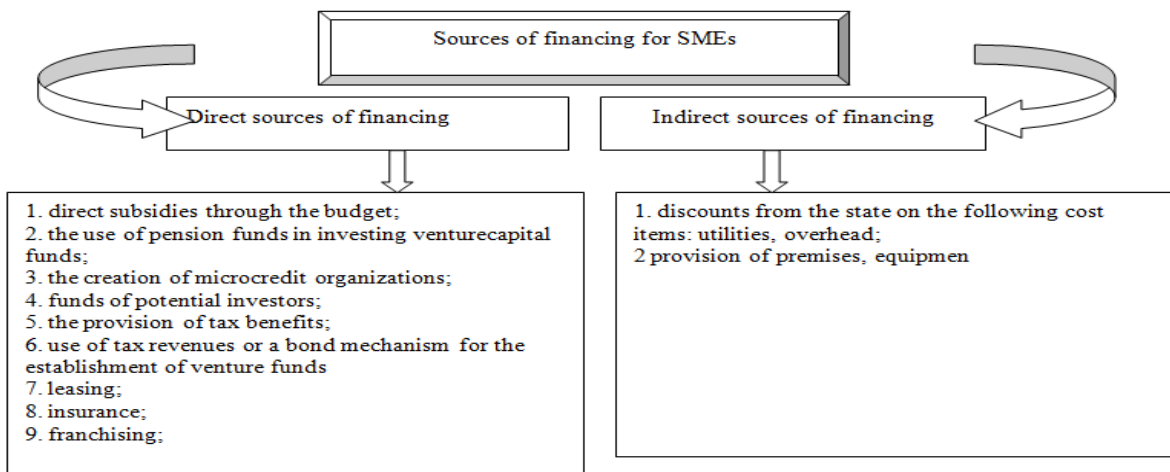 Sources of financing for SMEs
Direct sources of financing
Indirect sources of financing
1. direct subsidies through the budget;
2. the use of pension funds in investing venturecapital
funds;
3. the creation of microcredit organizations;
4. funds of potential investors;
5. the provision of tax benefits;
6. use of tax revenues or a bond mechanism for the
establishment of venture funds
7. leasing;
8. insurance;
9. franchising;
1. discounts from the state on the following cost
items: utilities, overhead;
2 provision of premises, equipmen